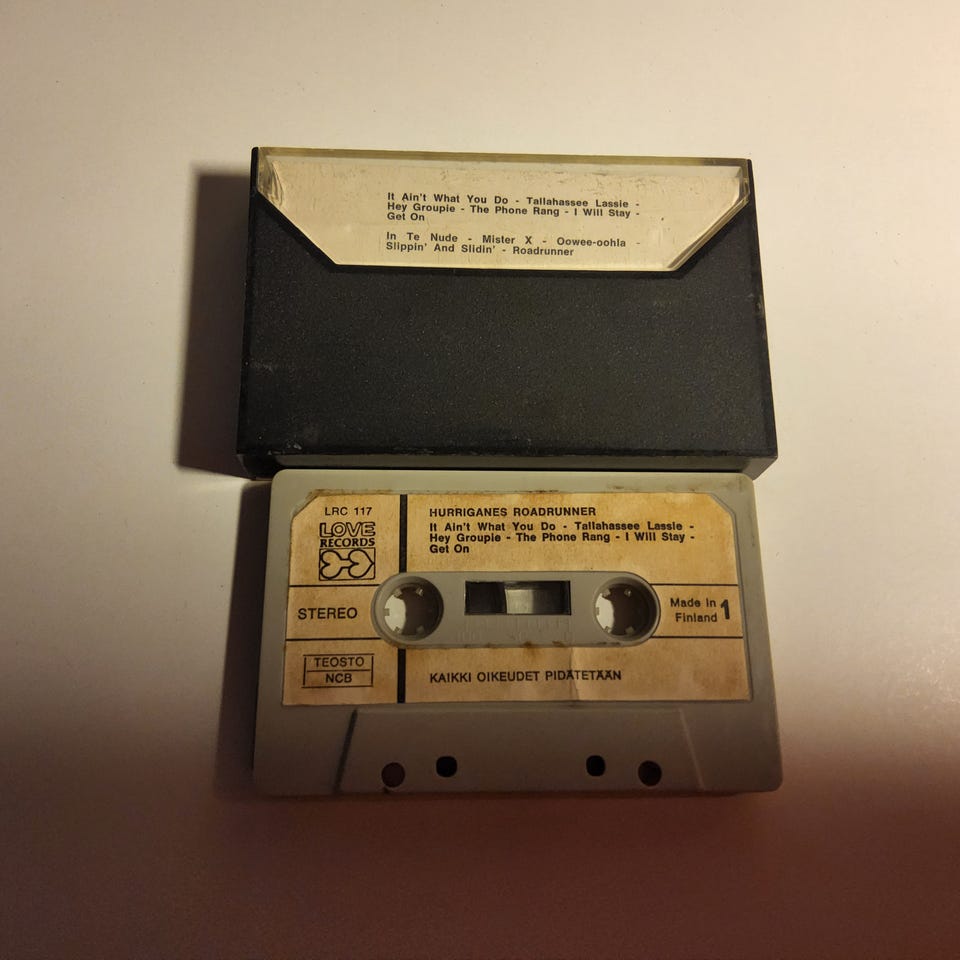 It Ain't What You Do - Tallahassee Lassie -
Hey Groupie - The Phone Rang - I Will Stay -
Get On
In Te Nude - Mister X - Oowee-oohla -
Slippin' And Slidin' - Roadrunner
LRC 117
LOVE
RECORDS
HURRIGANES ROADRUNNER
It Ain't What You Do - Tallahassee Lassie -
Hey Groupie - The Phone Rang - I Will Stay -
Get On
STEREO
Made in
Finland
1
TEOSTO
NCB
KAIKKI OIKEUDET PIDÄTETÄÄN